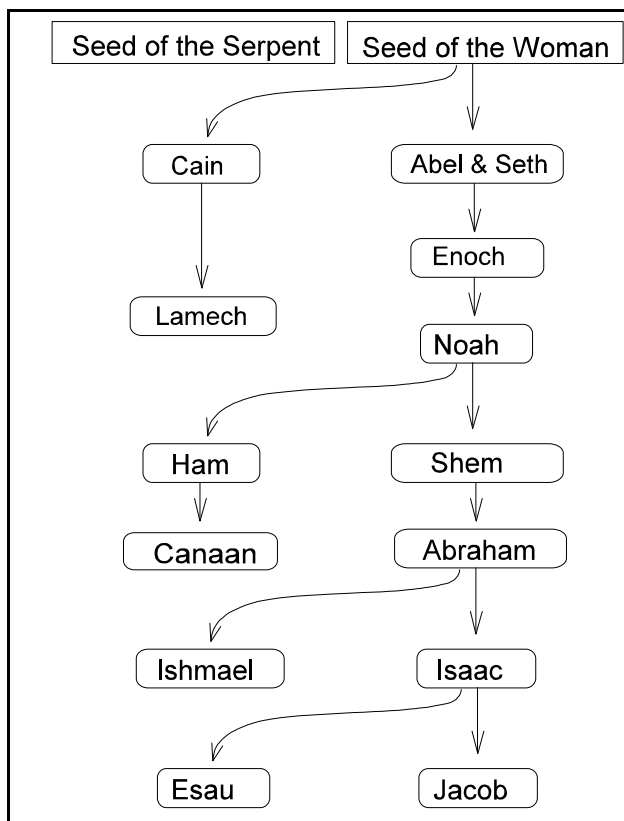 Seed of the Serpent
Seed of the Woman
Cain
Abel & Seth
Enoch
Lamech
Noah
Ham
Shem
Canaan
Abraham
Ishmael
Isaac
Esau
Jacob